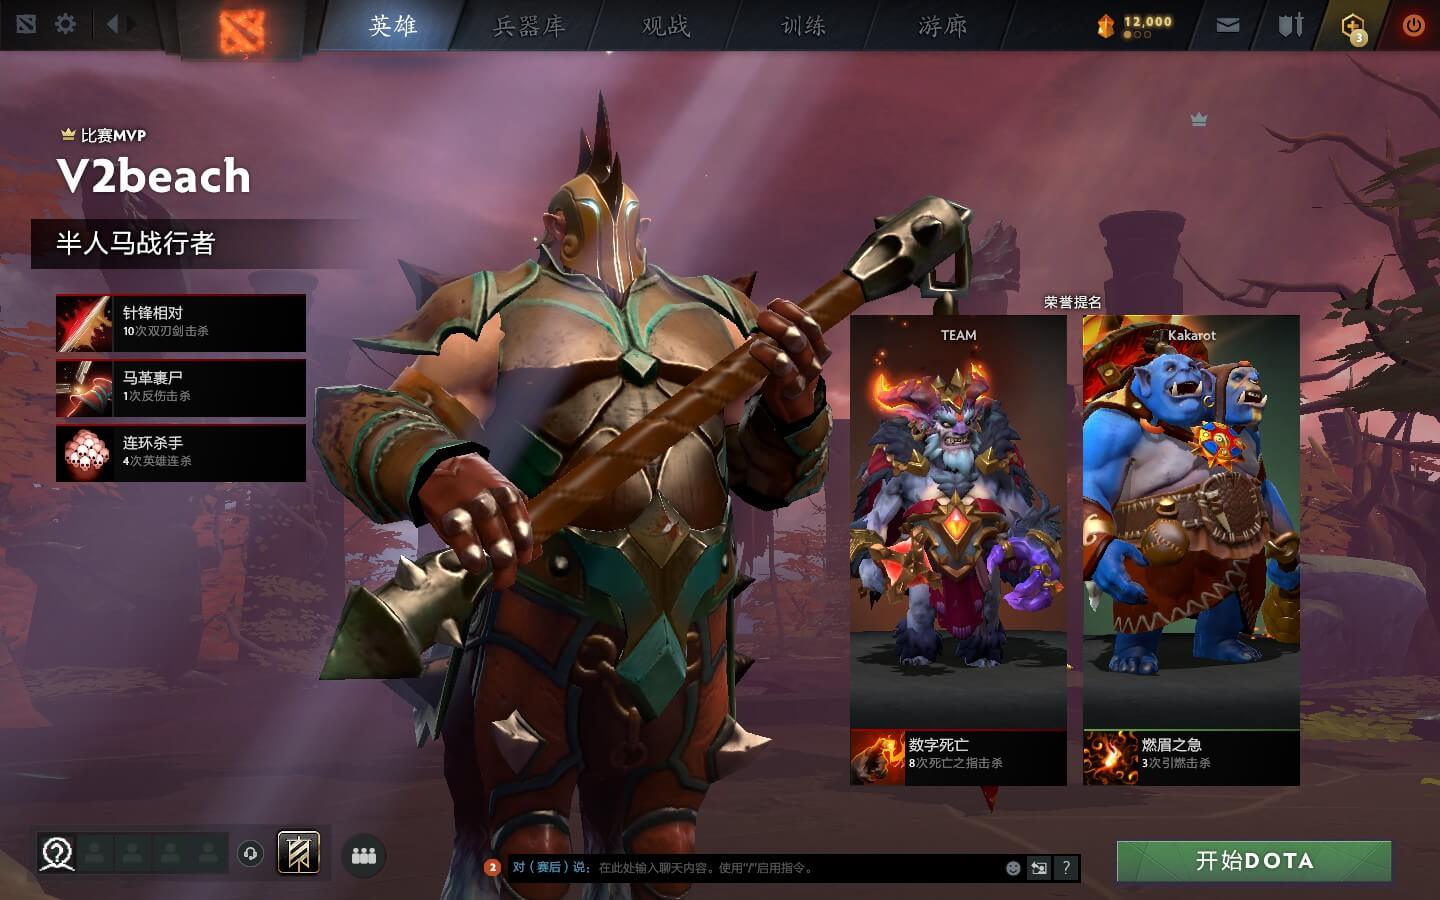 英雄
兵器库
观战
训练
游廊
12,000
3
比赛MVP
V2beach
半人马战行者
针锋相对
10次双刃剑击杀
马革裹尸
1次反伤击杀
连环杀手
4次英雄连杀
荣誉提名
TEAM
Kakarot
数字死亡
8次死亡之指击杀
燃眉之急
3次引燃击杀
2
对（赛后）说：
在此处输入聊天内容。使用“/”启用指令。
?
开始DOTA